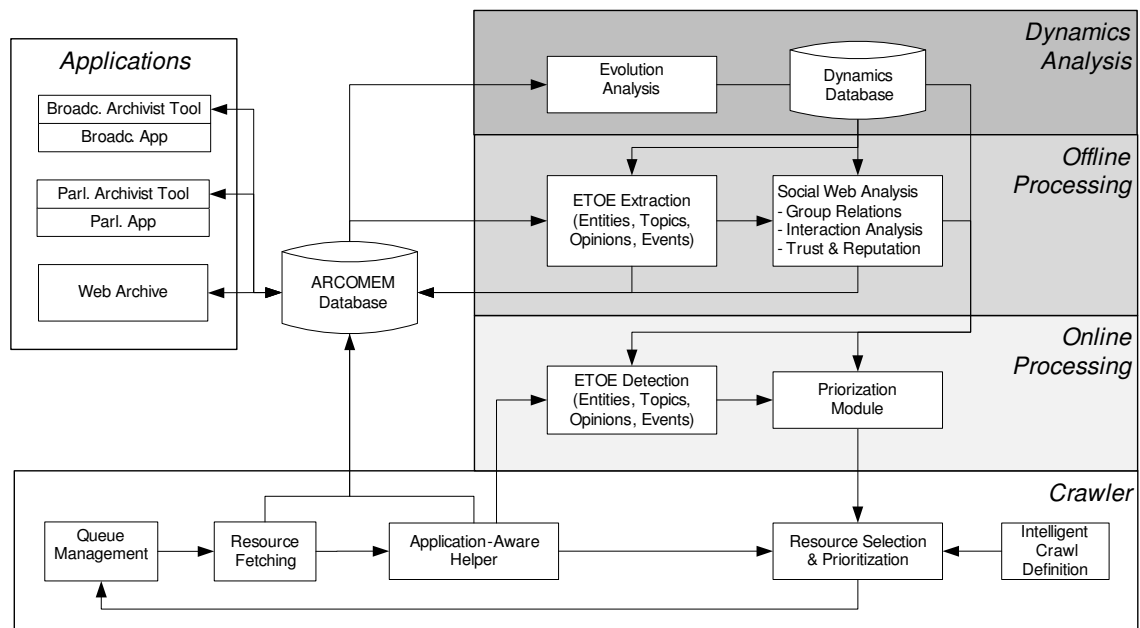 Applications
Broadc. Archivist Tool
Broadc. App
Parl. Archivist Tool
Parl. App
Web Archive
ARCOMEM
Database
Dynamics
Analysis
Evolution
Analysis
Dynamics
Database
Offline
Processing
ETOE Extraction
(Entities, Topics,
Opinions, Events)
Social Web Analysis
- Group Relations
- Interaction Analysis
- Trust & Reputation
Online
Processing
ETOE Detection
(Entities, Topics,
Opinions, Events)
Priorization
Module
Crawler
Queue
Management
Resource
Fetching
Application-Aware
Helper
Resource Selection
& Prioritization
Intelligent
Crawl
Definition